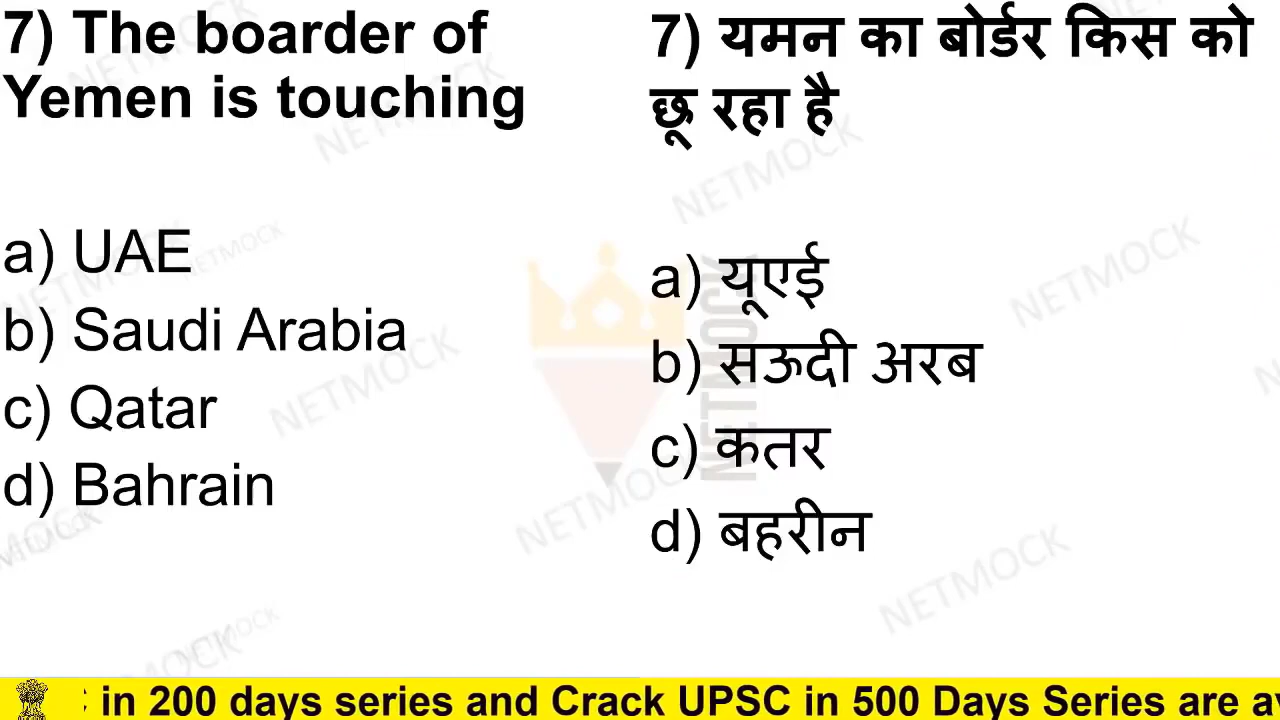 7) The boarder of
Yemen is touching
a) UAE
b) Saudi Arabia
c) Qatar
d) Bahrain
7) यमन का बोर्डर किस को
छू रहा है
a) यूएई
b) सऊदी अरब
c) कतर
d) बहरीन
NETMOCK
in 200 days series and Crack UPSC in 500 Days Series are